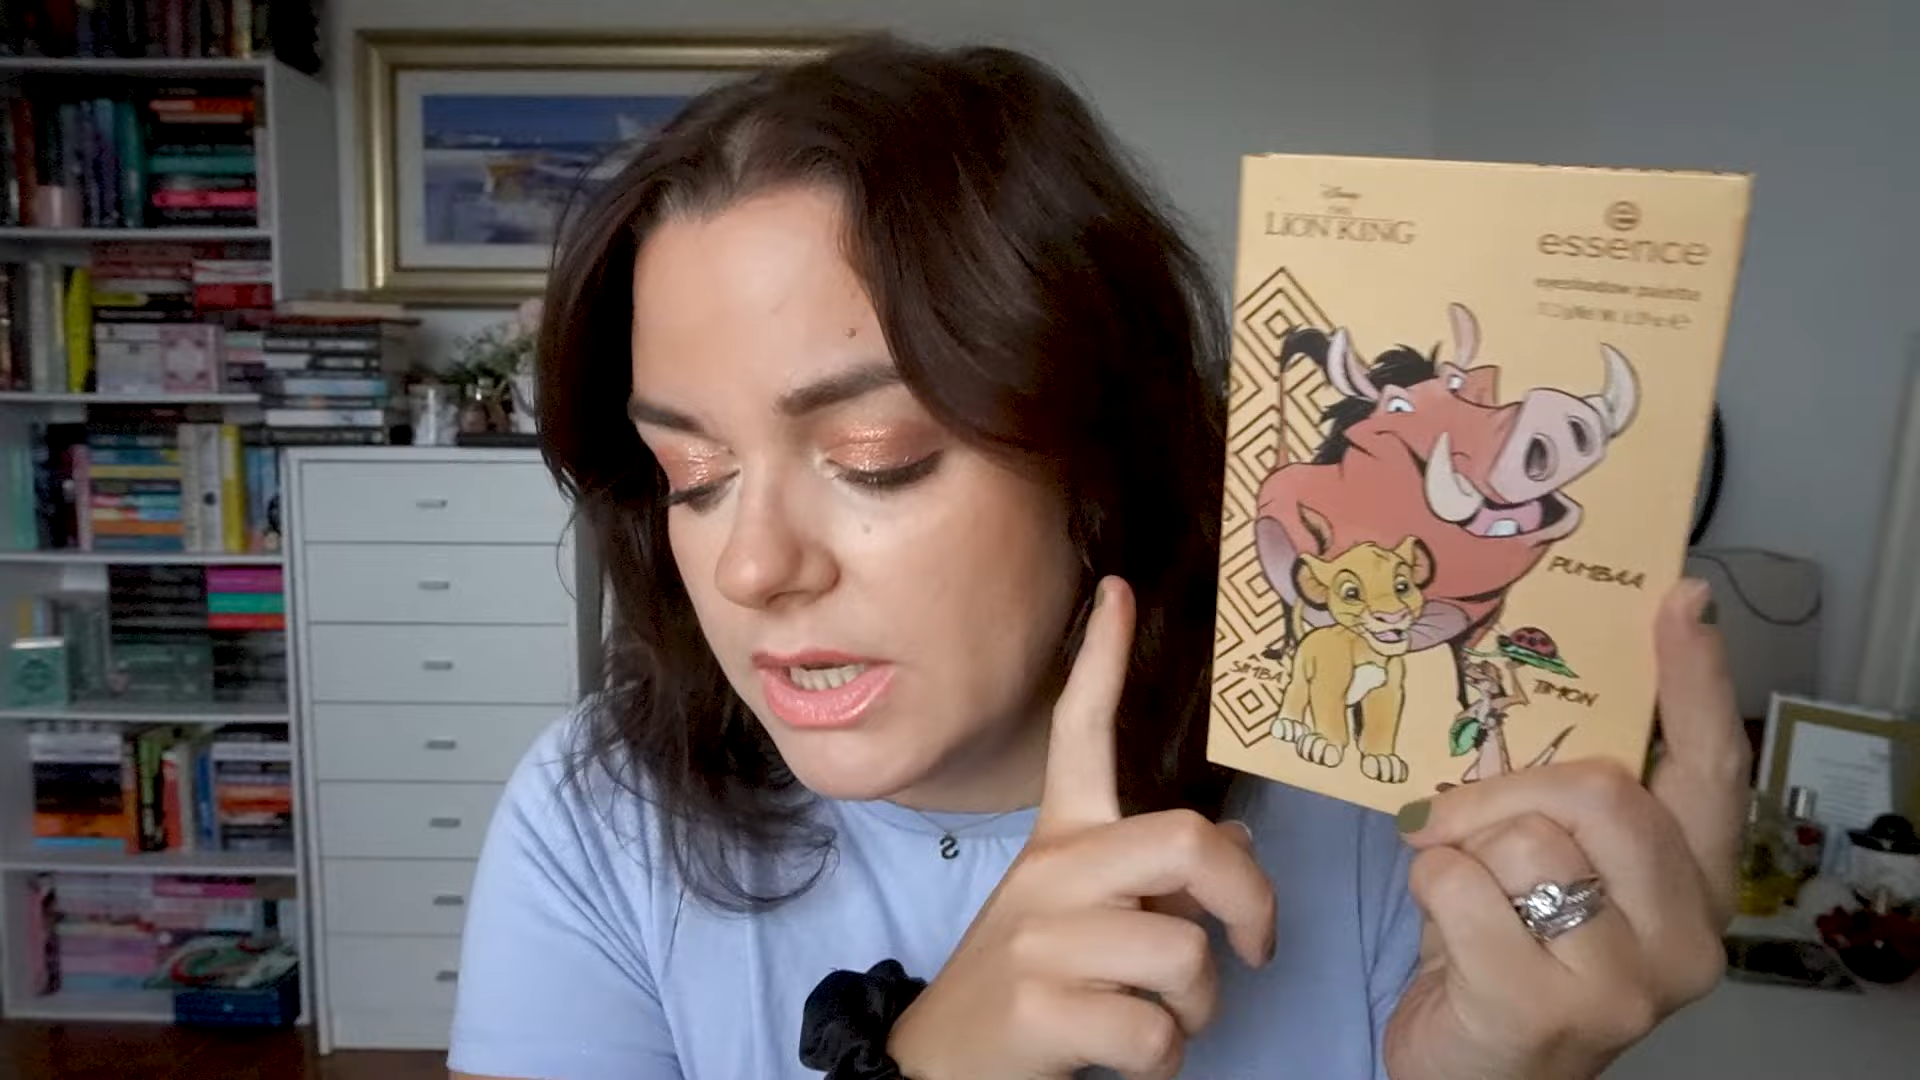 Disney
THE
LION KING
e
essence
eyeshadow palette
PUMBAA
SIMBA
TIMON
S